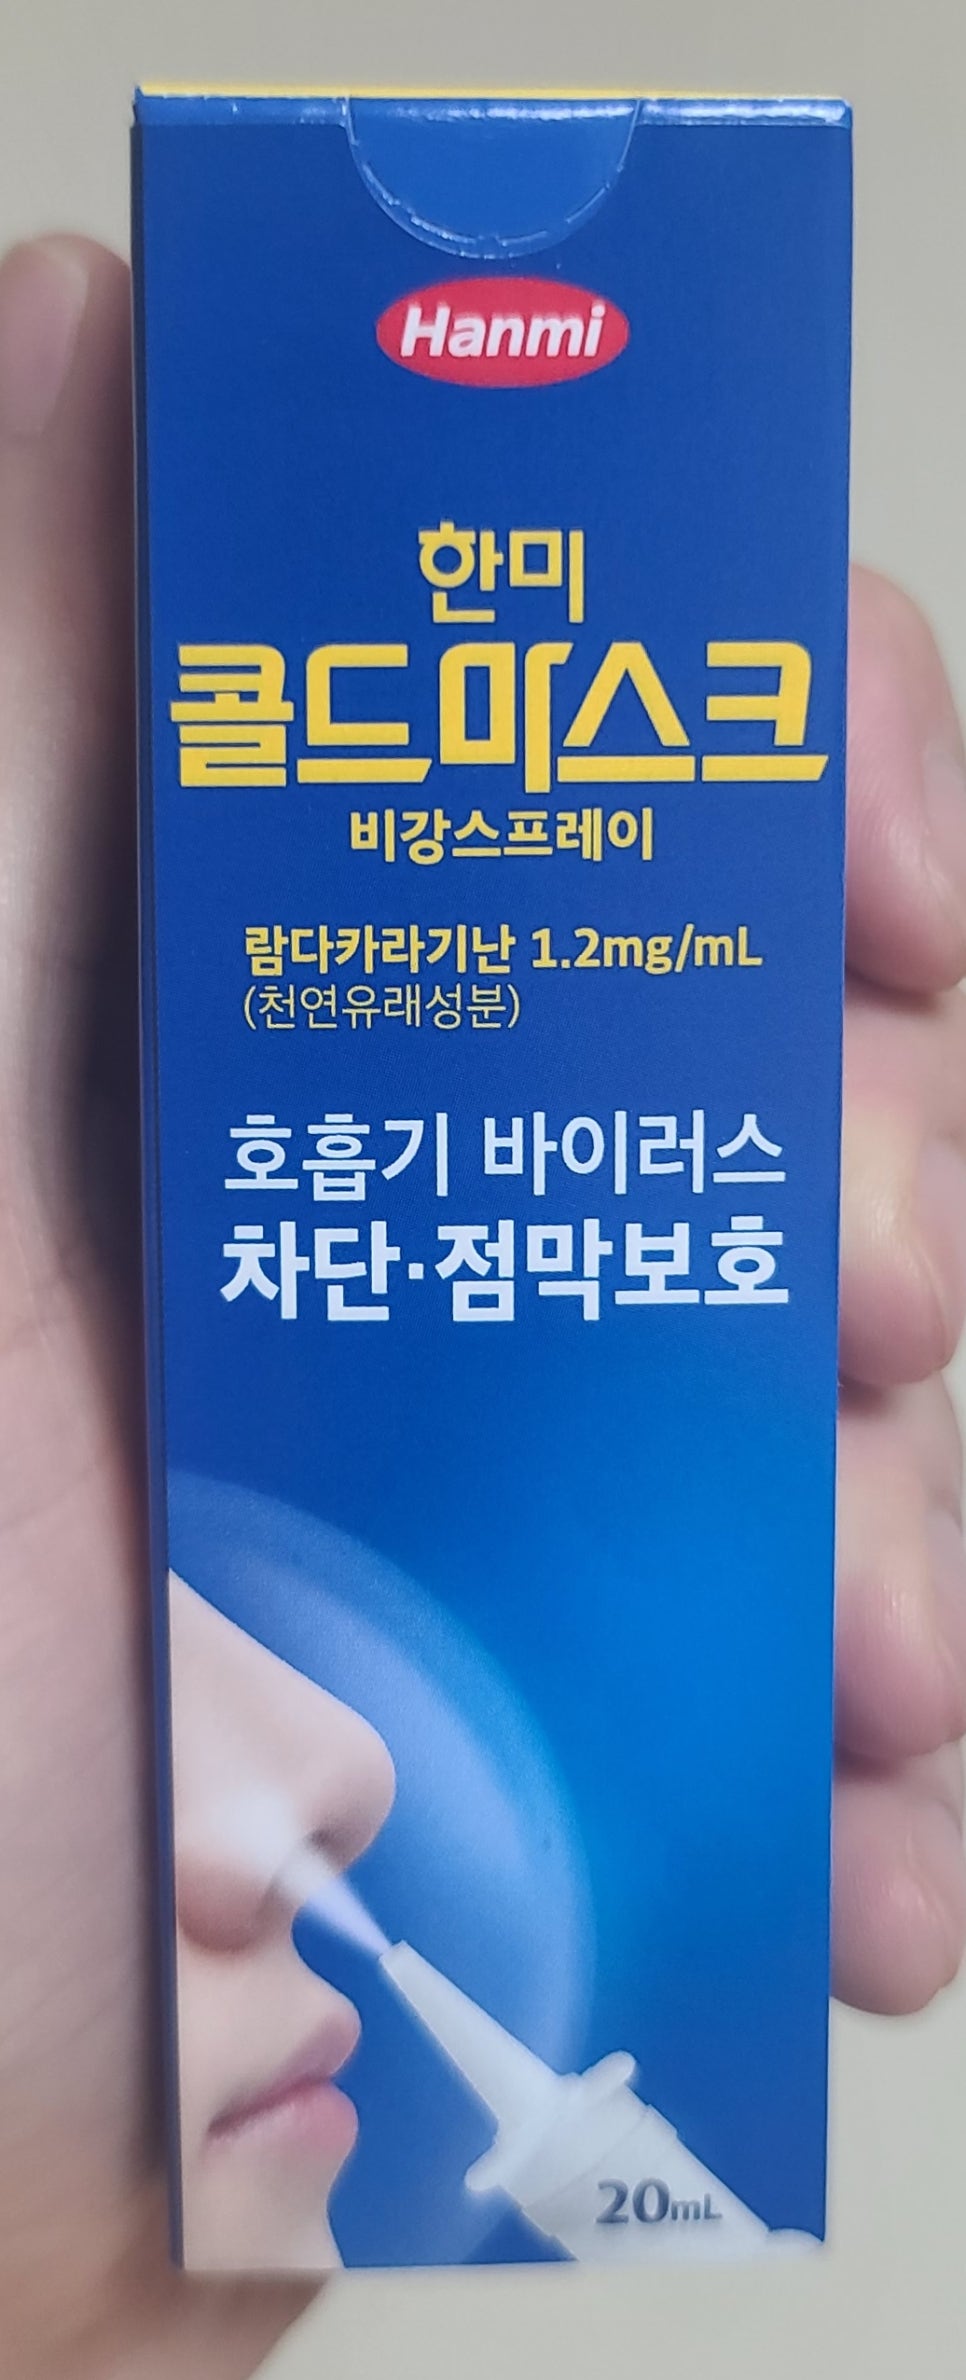 Hanmi
한미
콜드마스크
비강스프레이
람다카라기난 1.2mg/mL
(천연유래성분)
호흡기 바이러스
차단·점막보호
20mL